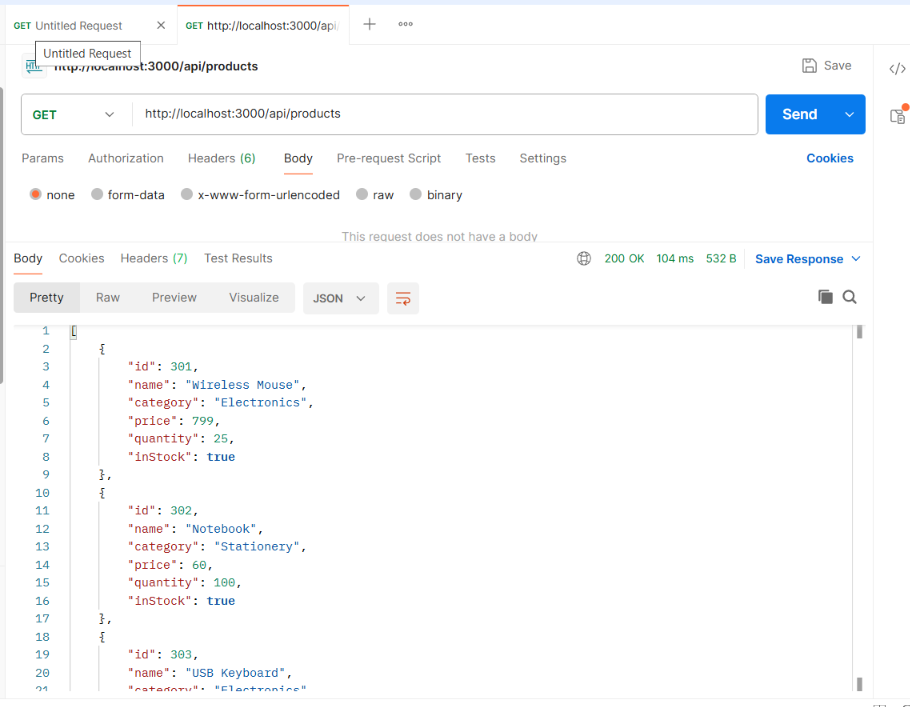 GET Untitled Request
GET http://localhost:3000/api/
Untitled Request
http://localhost:3000/api/products
Save
GET
http://localhost:3000/api/products
Send
Params Authorization Headers (6) Body Pre-request Script Tests Settings Cookies
none form-data x-www-form-urlencoded raw binary
This request does not have a body
Body Cookies Headers (7) Test Results 200 OK 104 ms 532 B Save Response
Pretty Raw Preview Visualize JSON
1 [
2 {
3 "id": 301,
4 "name": "Wireless Mouse",
5 "category": "Electronics",
6 "price": 799,
7 "quantity": 25,
8 "inStock": true
9 },
10 {
11 "id": 302,
12 "name": "Notebook",
13 "category": "Stationery",
14 "price": 60,
15 "quantity": 100,
16 "inStock": true
17 },
18 {
19 "id": 303,
20 "name": "USB Keyboard",
21 "category": "Electronics"